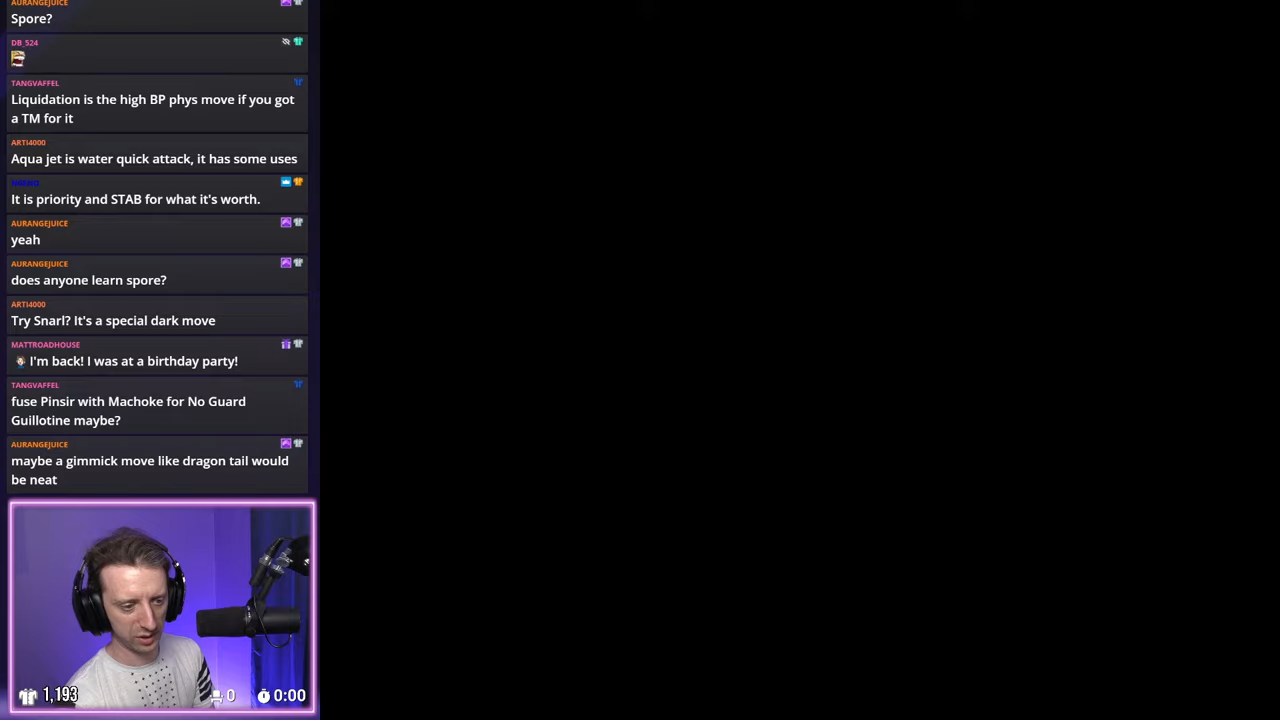 AURANGEJUICE
Spore?
DB_524
TANGVAFFEL
Liquidation is the high BP phys move if you got
a TM for it
ARTI4000
Aqua jet is water quick attack, it has some uses
It is priority and STAB for what it's worth.
AURANGEJUICE
yeah
AURANGEJUICE
does anyone learn spore?
ARTI4000
Try Snarl? It's a special dark move
MATTROADHOUSE
I'm back! I was at a birthday party!
TANGVAFFEL
fuse Pinsir with Machoke for No Guard
Guillotine maybe?
AURANGEJUICE
maybe a gimmick move like dragon tail would
be neat
1,193
0
0:00